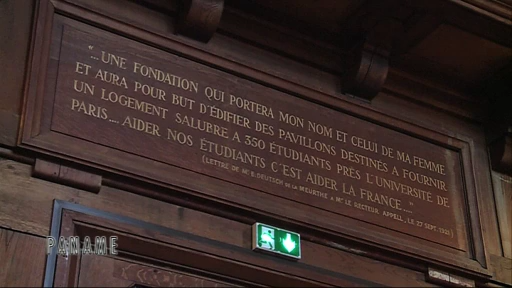 "... UNE FONDATION QUI PORTERA MON NOM ET CELUI DE MA FEMME
ET AURA POUR BUT D'ÉDIFIER DES PAVILLONS DESTINÉS A FOURNIR
UN LOGEMENT SALUBRE A 350 ÉTUDIANTS PRÈS L'UNIVERSITÉ DE
PARIS.... AIDER NOS ÉTUDIANTS C'EST AIDER LA FRANCE...."
(LETTRE DE Mr E. DEUTSCH DE LA MEURTHE A Mr LE RECTEUR, APPELL, LE 27 SEPT. 1921)
PANAME